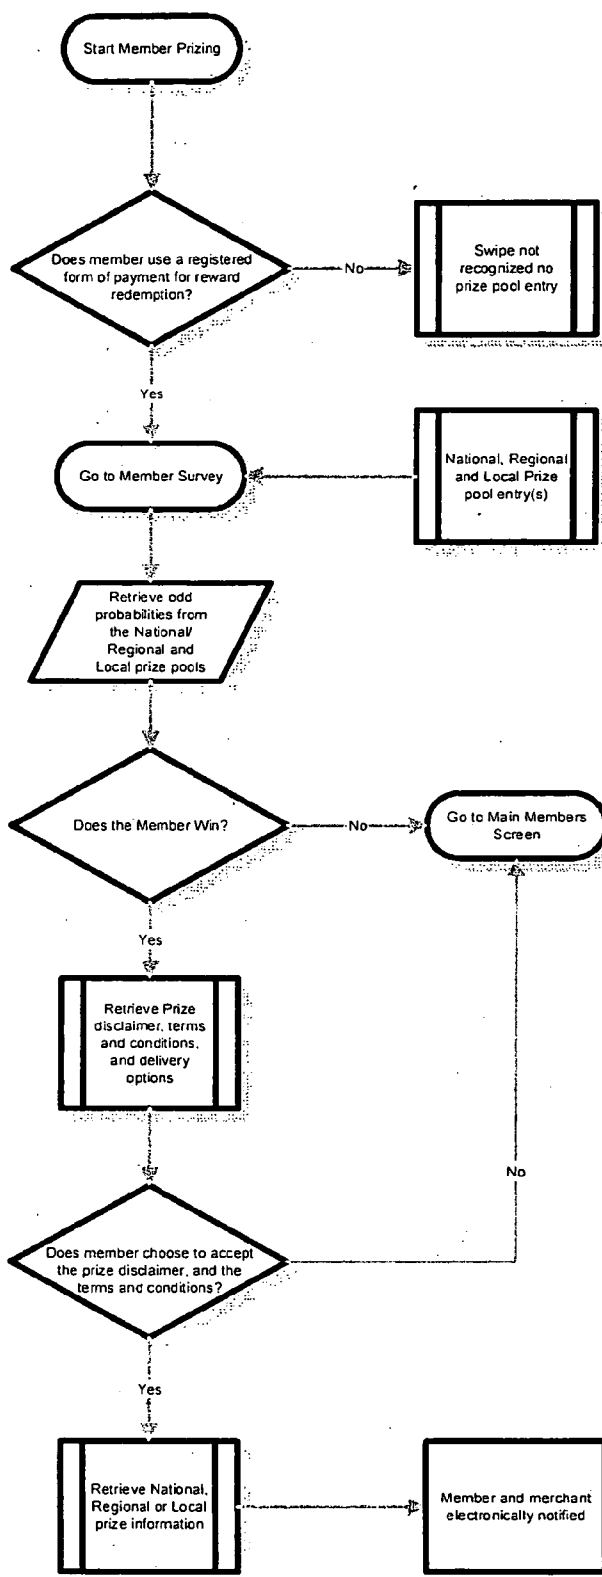 Start Member Prizing
Does member use a registered
form of payment for reward
redemption?
No
Swipe not
recognized no
prize pool entry
Yes
Go to Member Survey
National, Regional
and Local Prize
pool entry(s)
Retrieve odd
probabilities from
the National/
Regional and
Local prize pools
Does the Member Win?
No
Go to Main Members
Screen
Yes
Retrieve Prize
disclaimer, terms
and conditions,
and delivery
options
No
Does member choose to accept
the prize disclaimer, and the
terms and conditions?
Yes
Retrieve National,
Regional or Local
prize information
Member and merchant
electronically notified